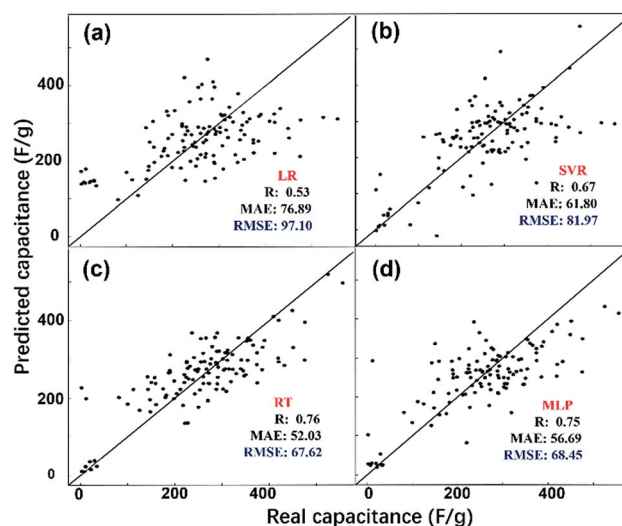 (a)
400
200
0
LR
R: 0.53
MAE: 76.89
RMSE: 97.10
(b)
SVR
R: 0.67
MAE: 61.80
RMSE: 81.97
Predicted capacitance (F/g)
(c)
400
200
0
RT
R: 0.76
MAE: 52.03
RMSE: 67.62
(d)
MLP
R: 0.75
MAE: 56.69
RMSE: 68.45
0 200 400 0 200 400
Real capacitance (F/g)